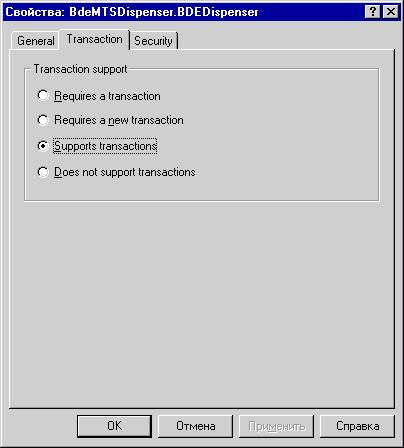 Свойства: BdeMTSDispenser.BDEDispenser
General Transaction Security
Transaction support
Requires a transaction
Requires a new transaction
Supports transactions
Does not support transactions
OK Отмена Применить Справка